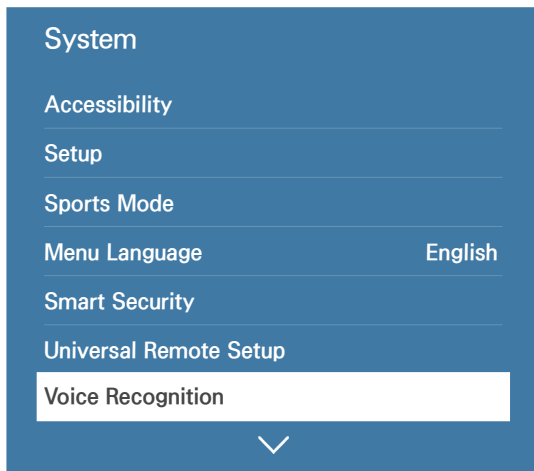 System
Accessibility
Setup
Sports Mode
Menu Language English
Smart Security
Universal Remote Setup
Voice Recognition